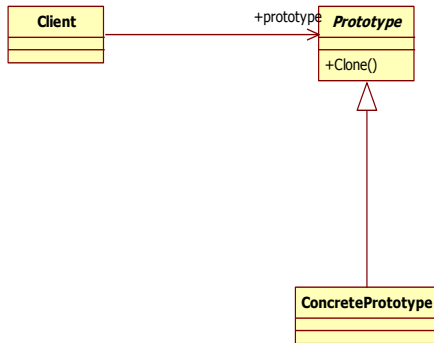 Client
+prototype
Prototype
+Clone()
ConcretePrototype